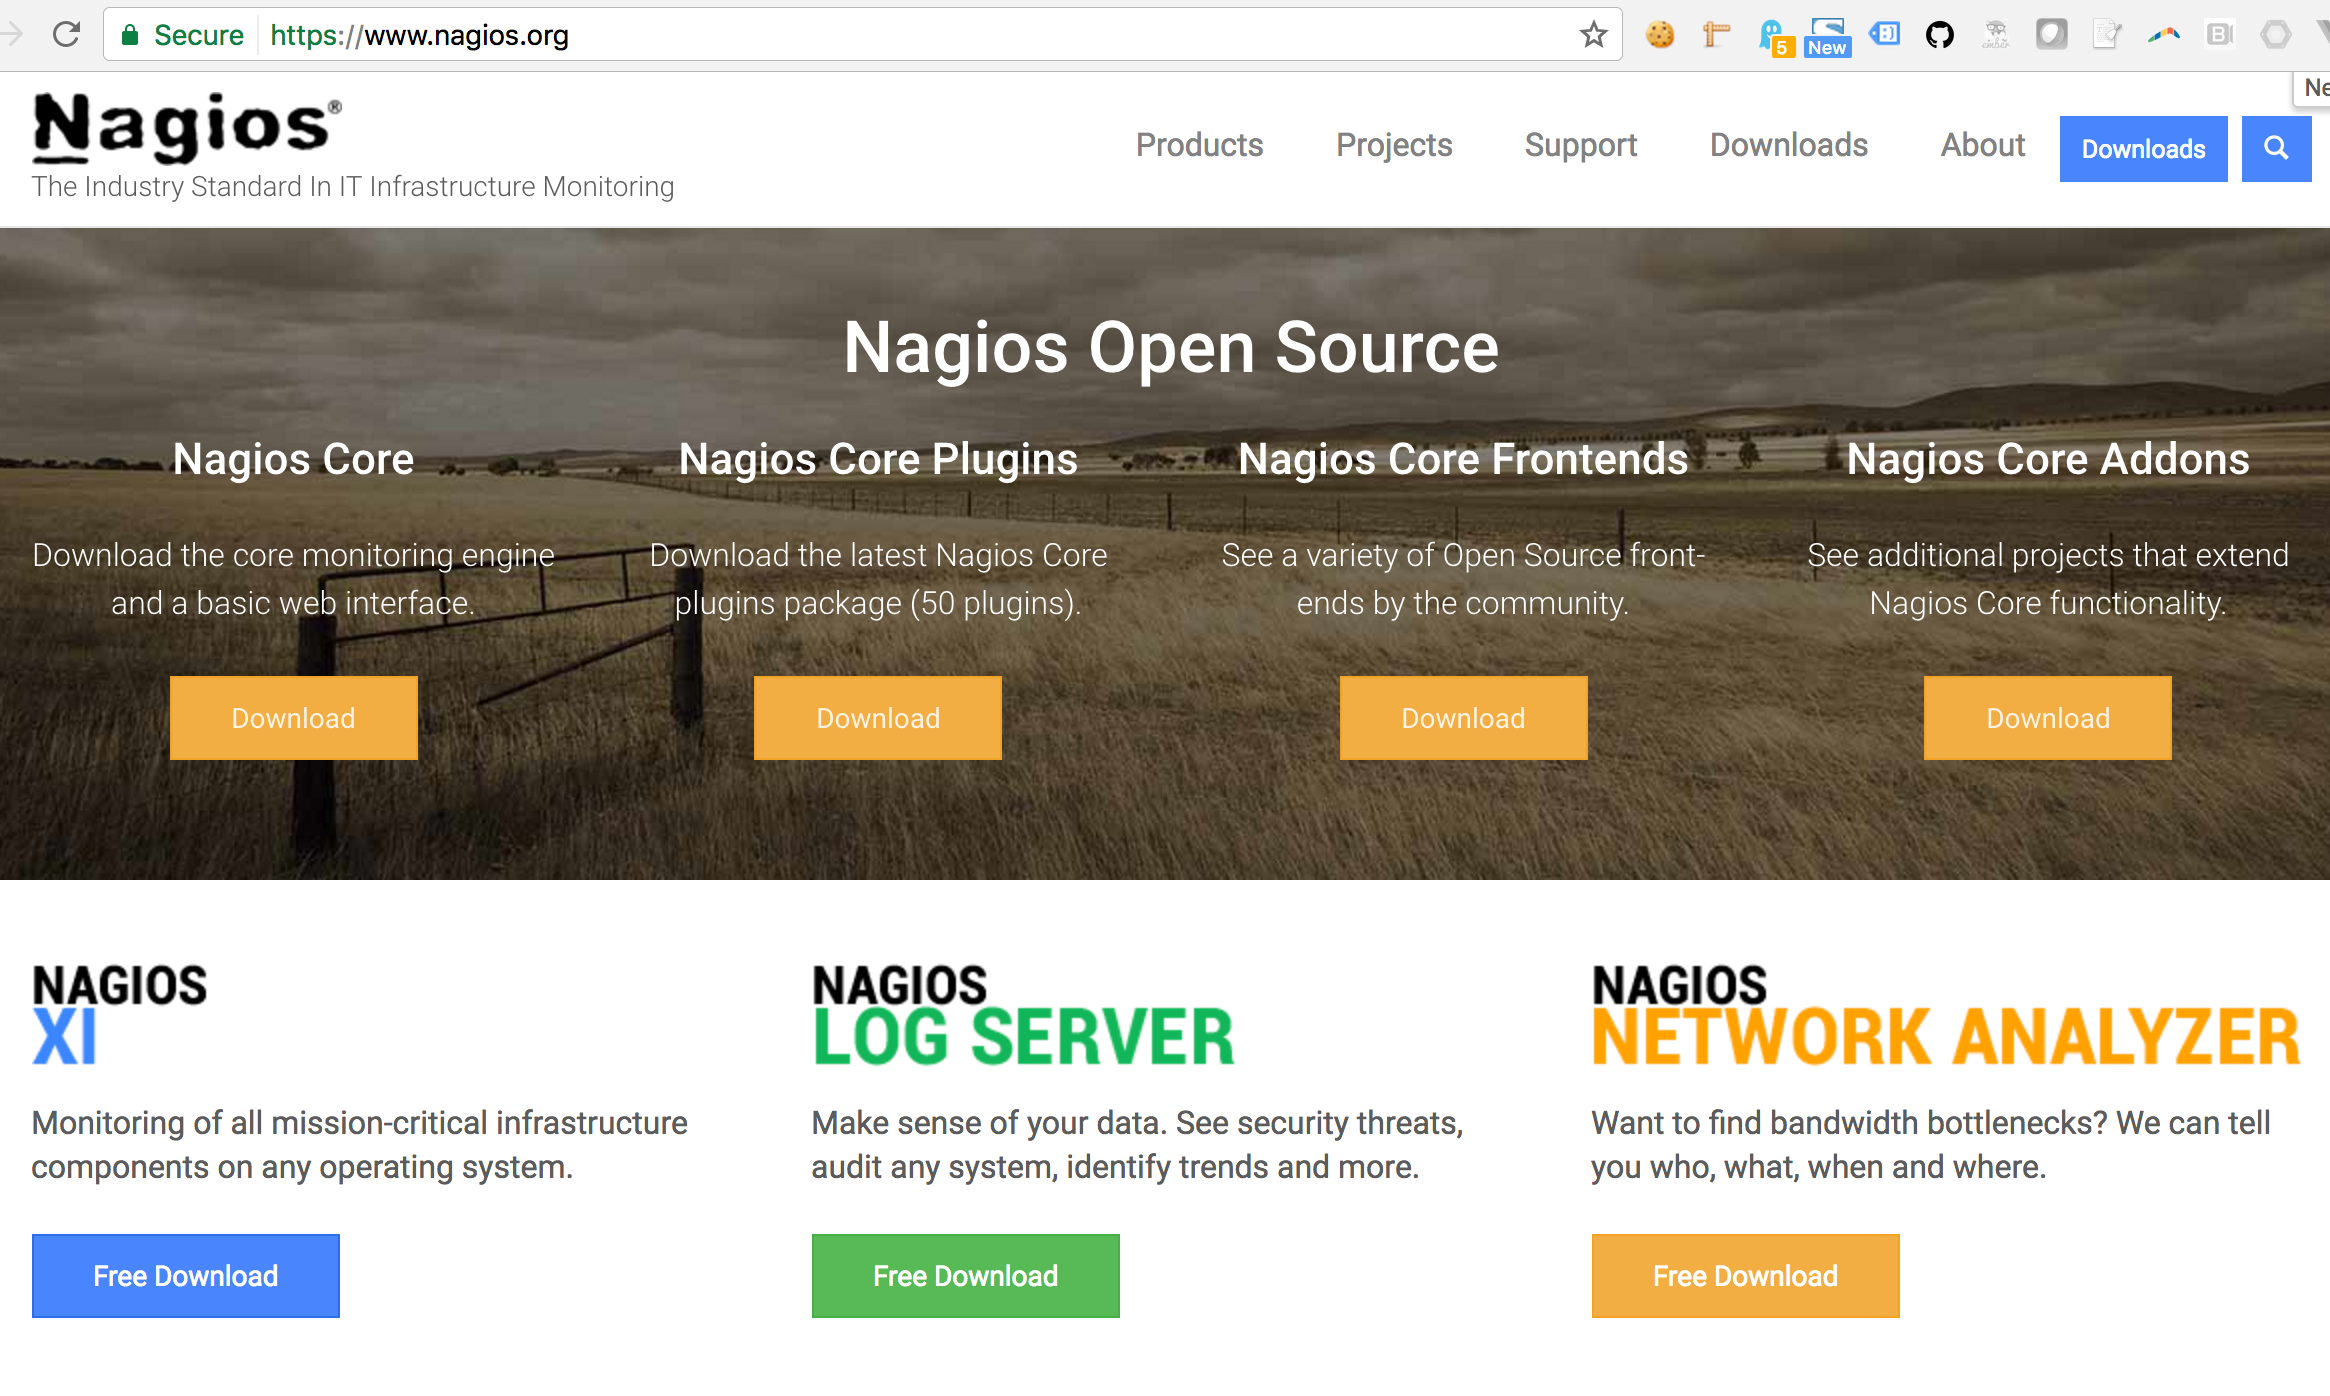 Secure https://www.nagios.org
5 New
Ne
Nagios®
The Industry Standard In IT Infrastructure Monitoring
Products Projects Support Downloads About Downloads
Nagios Open Source
Nagios Core
Download the core monitoring engine
and a basic web interface.
Download
Nagios Core Plugins
Download the latest Nagios Core
plugins package (50 plugins).
Download
Nagios Core Frontends
See a variety of Open Source front-
ends by the community.
Download
Nagios Core Addons
See additional projects that extend
Nagios Core functionality.
Download
NAGIOS
XI
Monitoring of all mission-critical infrastructure
components on any operating system.
Free Download
NAGIOS
LOG SERVER
Make sense of your data. See security threats,
audit any system, identify trends and more.
Free Download
NAGIOS
NETWORK ANALYZER
Want to find bandwidth bottlenecks? We can tell
you who, what, when and where.
Free Download